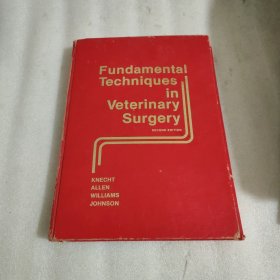 Fundamental
Techniques
in
Veterinary
Surgery
SECOND EDITION
KNECHT
ALLEN
WILLIAMS
JOHNSON